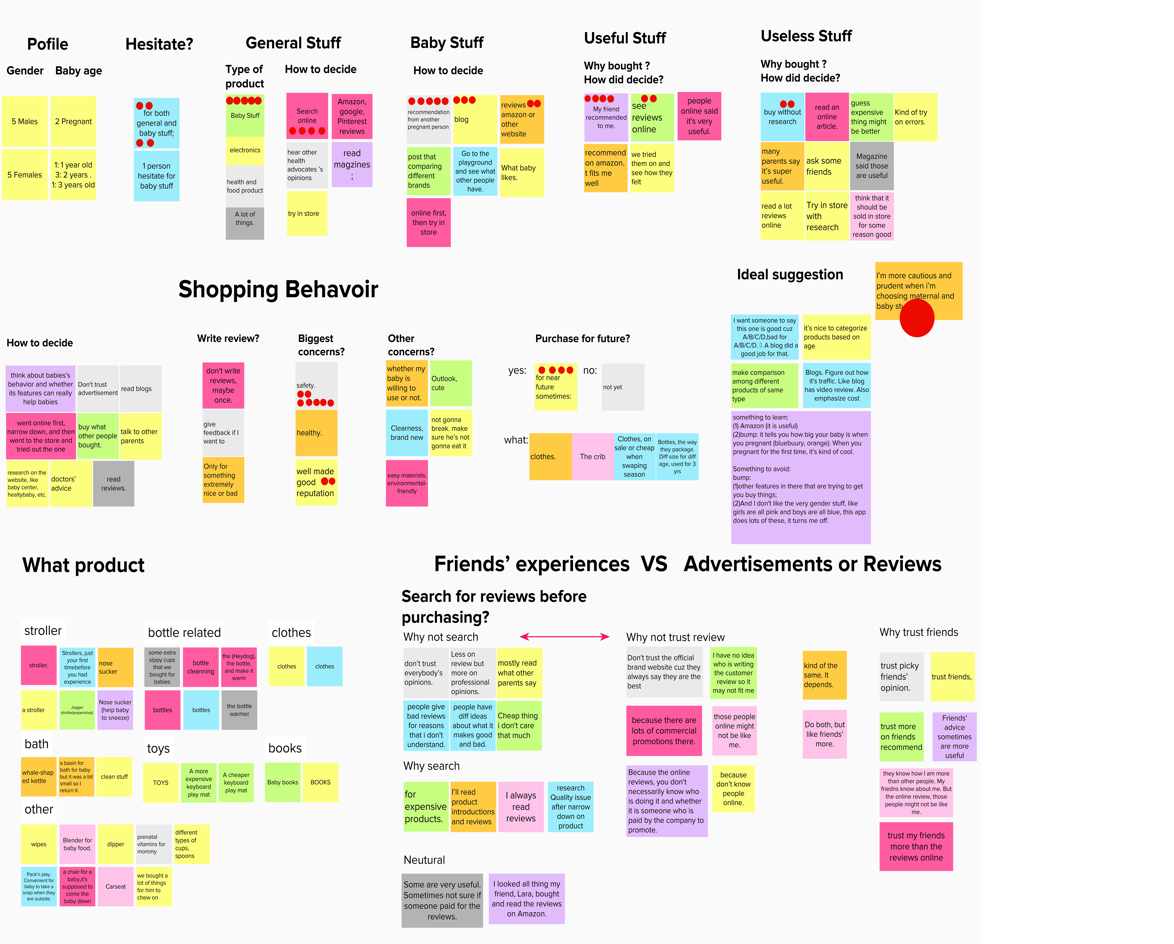 Pofile
Gender
Baby age
5 Males
2 Pregnant
5 Females
1: 1 year old
3: 2 years .
1: 3 years old
Hesitate?
for both
general and
baby stuff;
1 person
hesitate for
baby stuff
General Stuff
Type of
product
Baby Stuff
electronics
health and
food product
A lot of
things.
How to decide
Search
online
Amazon,
google,
Pinterest
reviews
hear other
health
advocates 's
opinions
read
magzines
;
try in store
Baby Stuff
How to decide
recommendation
from another
pregnant person
blog
reviews
amazon or
other
website
post that
comparing
different
brands
Go to the
playground
and see what
other people
have.
What baby
likes.
online first,
then try in
store
Useful Stuff
Why bought ?
How did decide?
My friend
recommended
to me.
see
reviews
online
people
online said
it's very
useful.
recommend
on amazon.
t fits me
well
we tried
them on and
see how they
felt
Useless Stuff
Why bought ?
How did decide?
buy without
research
read an
online
article.
guess
expensive
thing might
be better
Kind of try
on errors.
many
parents say
it's super
useful.
ask some
friends
Magazine
said those
are useful
read a lot
reviews
online
Try in store
with
research
think that it
should be
sold in store
for some
reason good
Shopping Behavoir
How to decide
think about babies's
behavior and whether
its features can really
help babies
Don't trust
advertisement
read blogs
went online first,
narrow down, and then
went to the store and
tried out the one
buy what
other people
bought.
talk to other
parents
research on the
website, like
baby center,
healtybaby, etc.
doctors'
advice
read
reviews.
Write review?
don't write
reviews,
maybe
once.
give
feedback if I
want to
Only for
something
extremely
nice or bad
Biggest
concerns?
safety.
healthy.
well made
good
reputation
Other
concerns?
whether my
baby is
willing to
use or not.
Outlook,
cute
Clearness,
brand new
not gonna
break. make
sure he's not
gonna eat it
easy materials;
environmental-
friendly
Purchase for future?
yes:
for near
future
sometimes:
no:
not yet
what:
clothes.
The crib
Clothes, on
sale or cheap
when
swaping
season
Bottles, the way
they package.
Diff size for diff
age, used for 3
yrs
Ideal suggestion
I'm more cautious and
prudent when i'm
choosing maternal and
I want someone to say
this one is good cuz
A/B/C/D,bad for
A/B/C/D. A blog did a
good job for that.
it's nice to categorize
products based on
age
make comparison
among different
products of same
type
Blogs. Figure out how
it's traffic. Like blog
has video review. Also
emphasize cost
something to learn:
(1) Amazon (it is useful)
(2)bump: it tells you how big your baby is when
you pregnant (blueboury, orange). When you
pregnant for the first time, it's kind of cool.
Something to avoid:
bump:
(1)other features in there that are trying to get
you buy things;
(2)And I don't like the very gender stuff, like
girls are all pink and boys are all blue, this app
does lots of these, it turns me off.
What product
stroller
stroller.
Strollers, just
your first
timebefore
you had
experience
nose
sucker
a stroller
Jogger
stroller(expensive),
Nose sucker
(help baby
to sneeze)
bottle related
some extra
sippy cups
that we
bought for
babies
bottle
cleanning
the (Heydog),
the bottle,
and make it
warm
bottles
bottles
the bottle
warmer
clothes
clothes
clothes
bath
whale-shap
ed kettle
a basin for
bath for baby
but it was a bit
small so I
return it.
clean stuff
toys
TOYS
A more
expensive
keyboard
play mat
A cheaper
keyboard
play mat
books
Baby books
BOOKS
other
wipes
Blender for
baby food.
dipper
prenatal
vitamins for
mommy
different
types of
cups,
spoons
Pack'n play,
Convenient for
baby to take a
snap when they
are outside.
a chair for a
baby,it's
supposed to
come the
baby down
Carseat
we bought a
lot of things
for him to
chew on
Friends' experiences VS Advertisements or Reviews
Search for reviews before
purchasing?
Why not search
don't trust
everybody's
opinions.
Less on
review but
more on
professional
opinions.
mostly read
what other
parents say
people give
bad reviews
for reasons
that i don't
understand.
people have
diff ideas
about what it
makes good
and bad.
Cheap thing
i don't care
that much
Why search
for
expensive
products.
I'll read
product
introductions
and reviews
I always
read
reviews
research
Quality issue
after narrow
down on
product
Neutural
Some are very useful.
Sometimes not sure if
someone paid for the
reviews.
I looked all thing my
friend, Lara, bought
and read the reviews
on Amazon.
Why not trust review
Don't trust the official
brand website cuz they
always say they are the
best
I have no idea
who is writing
the customer
review so it
may not fit me
because there are
lots of commercial
promotions there.
those people
online might
not be like
me.
Because the online
reviews, you don't
necessarily know who
is doing it and whether
it is someone who is
paid by the company to
promote.
because
don't know
people
online.
kind of the
same. It
depends.
Do both, but
like friends'
more.
Why trust friends
trust picky
friends'
opinion.
trust friends,
trust more
on friends
recommend
Friends'
advice
sometimes
are more
useful
they know how I am more
than other people. My
friedns know about me. But
the online review, those
people might not be like
me.
trust my friends
more than the
reviews online